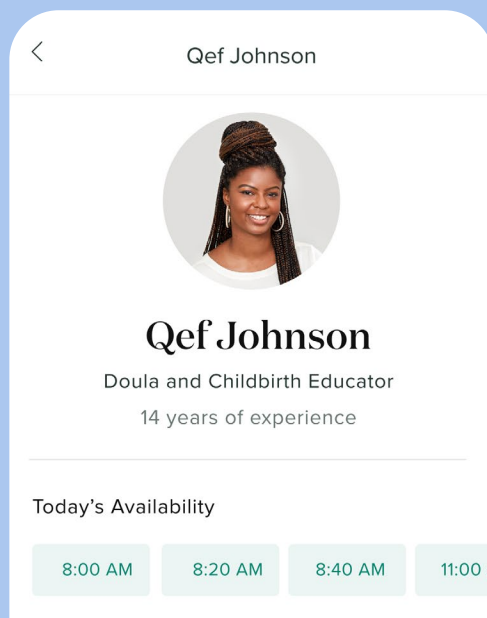 Qef Johnson
Qef Johnson
Doula and Childbirth Educator
14 years of experience
Today’s Availability
8:00 AM 8:20 AM 8:40 AM 11:00